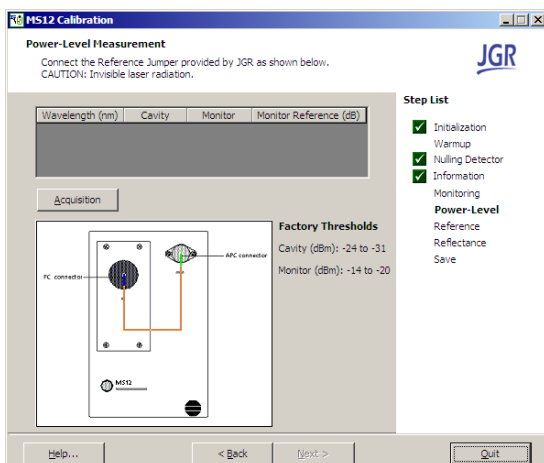 MS12 Calibration
Power-Level Measurement
Connect the Reference Jumper provided by JGR as shown below.
CAUTION: Invisible laser radiation.
JGR
Step List
Initialization
Warmup
Nulling Detector
Information
Monitoring
Power-Level
Reference
Reflectance
Save
Wavelength (nm) Cavity Monitor Monitor Reference (dB)
Acquisition
Factory Thresholds
Cavity (dBm): -24 to -31
Monitor (dBm): -14 to -20
APC connector
PC connector
MS12
Help...
< Back
Next >
Quit